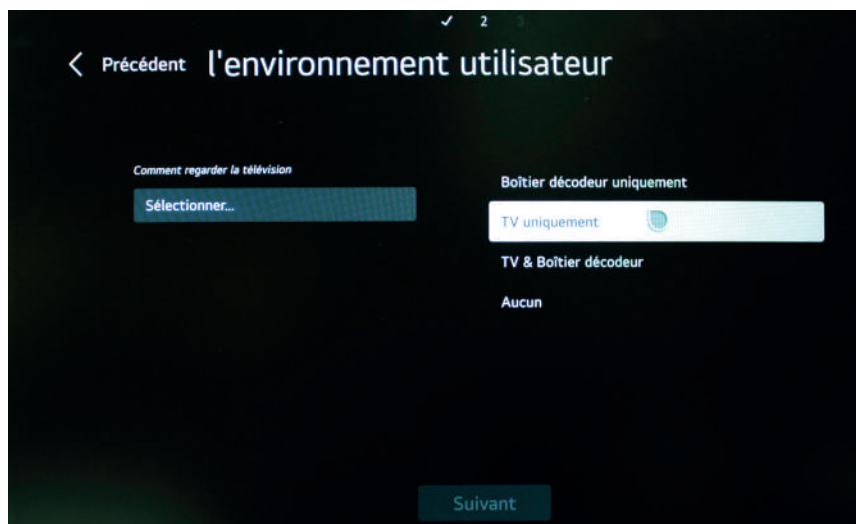 ✓ 2 3
Précédent l'environnement utilisateur
Comment regarder la télévision
Sélectionner...
Boîtier décodeur uniquement
TV uniquement
TV & Boîtier décodeur
Aucun
Suivant